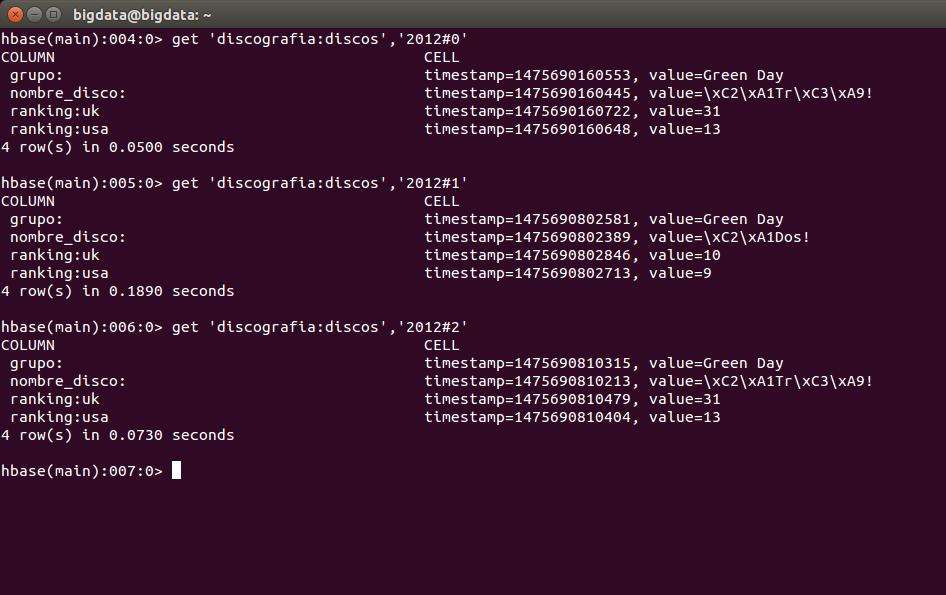 bigdata@bigdata: ~
hbase(main):004:0> get 'discografia:discos','2012#0'
COLUMN CELL
grupo: timestamp=1475690160553, value=Green Day
nombre_disco: timestamp=1475690160445, value=\xC2\xA1Tr\xC3\xA9!
ranking:uk timestamp=1475690160722, value=31
ranking:usa timestamp=1475690160648, value=13
4 row(s) in 0.0500 seconds
hbase(main):005:0> get 'discografia:discos','2012#1'
COLUMN CELL
grupo: timestamp=1475690802581, value=Green Day
nombre_disco: timestamp=1475690802389, value=\xC2\xA1Dos!
ranking:uk timestamp=1475690802846, value=10
ranking:usa timestamp=1475690802713, value=9
4 row(s) in 0.1890 seconds
hbase(main):006:0> get 'discografia:discos','2012#2'
COLUMN CELL
grupo: timestamp=1475690810315, value=Green Day
nombre_disco: timestamp=1475690810213, value=\xC2\xA1Tr\xC3\xA9!
ranking:uk timestamp=1475690810479, value=31
ranking:usa timestamp=1475690810404, value=13
4 row(s) in 0.0730 seconds
hbase(main):007:0>